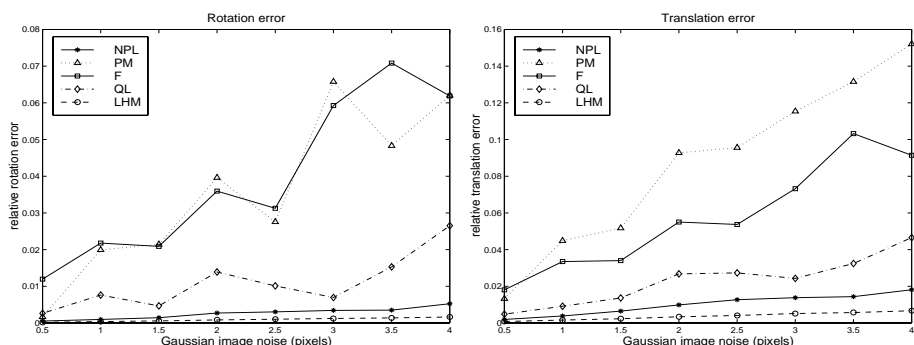 Rotation error
0.08
0.07
0.06
0.05
0.04
0.03
0.02
0.01
0
0.5 1 1.5 2 2.5 3 3.5 4
Gaussian image noise (pixels)
relative rotation error
NPL
PM
F
QL
LHM
Translation error
0.16
0.14
0.12
0.1
0.08
0.06
0.04
0.02
0
0.5 1 1.5 2 2.5 3 3.5 4
Gaussian image noise (pixels)
relative translation error
NPL
PM
F
QL
LHM